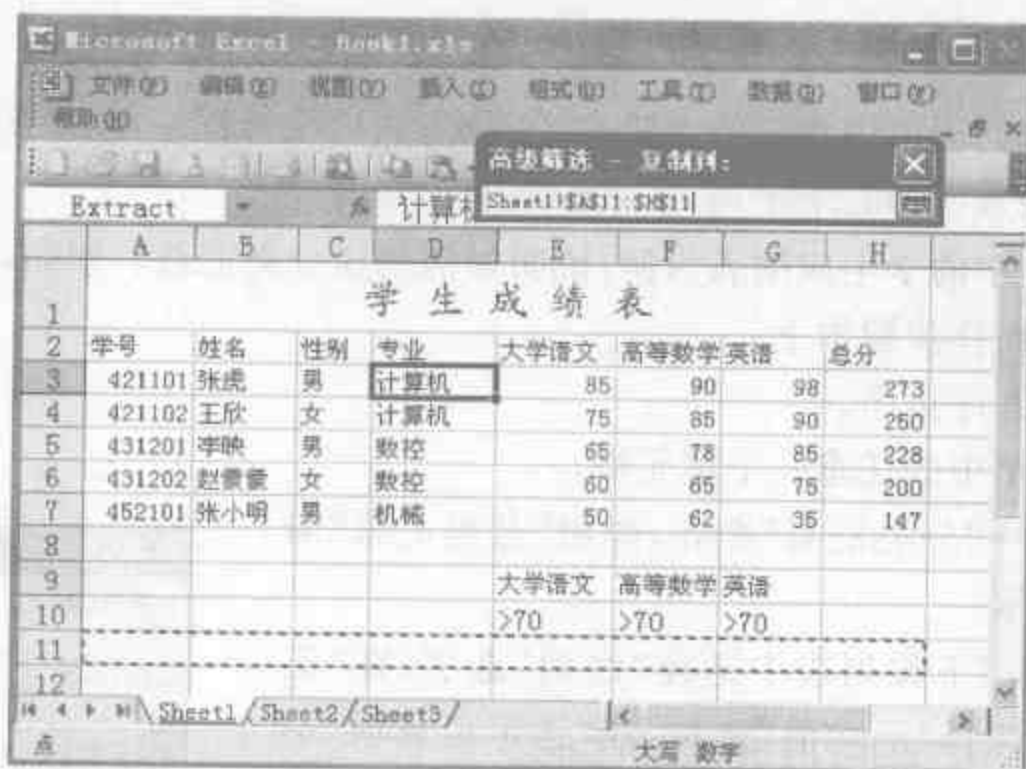 Microsoft Excel - Book1.xls
文件(F) 编辑(E) 视图(V) 插入(I) 格式(O) 工具(T) 数据(D) 窗口(W)
帮助(H)
高级筛选 - 复制到:
Extract 计算机 Sheet1!$A$11:$H$11
A B C D E F G H
1 学生成绩表
2 学号 姓名 性别 专业 大学语文 高等数学 英语 总分
3 421101 张虎 男 计算机 85 90 98 273
4 421102 王欣 女 计算机 75 85 90 250
5 431201 李映 男 数控 65 78 85 228
6 431202 赵蕾蕾 女 数控 60 65 75 200
7 452101 张小明 男 机械 50 62 35 147
8
9 大学语文 高等数学 英语
10 >70 >70 >70
11
12
Sheet1 Sheet2 Sheet3
点 大写 数字